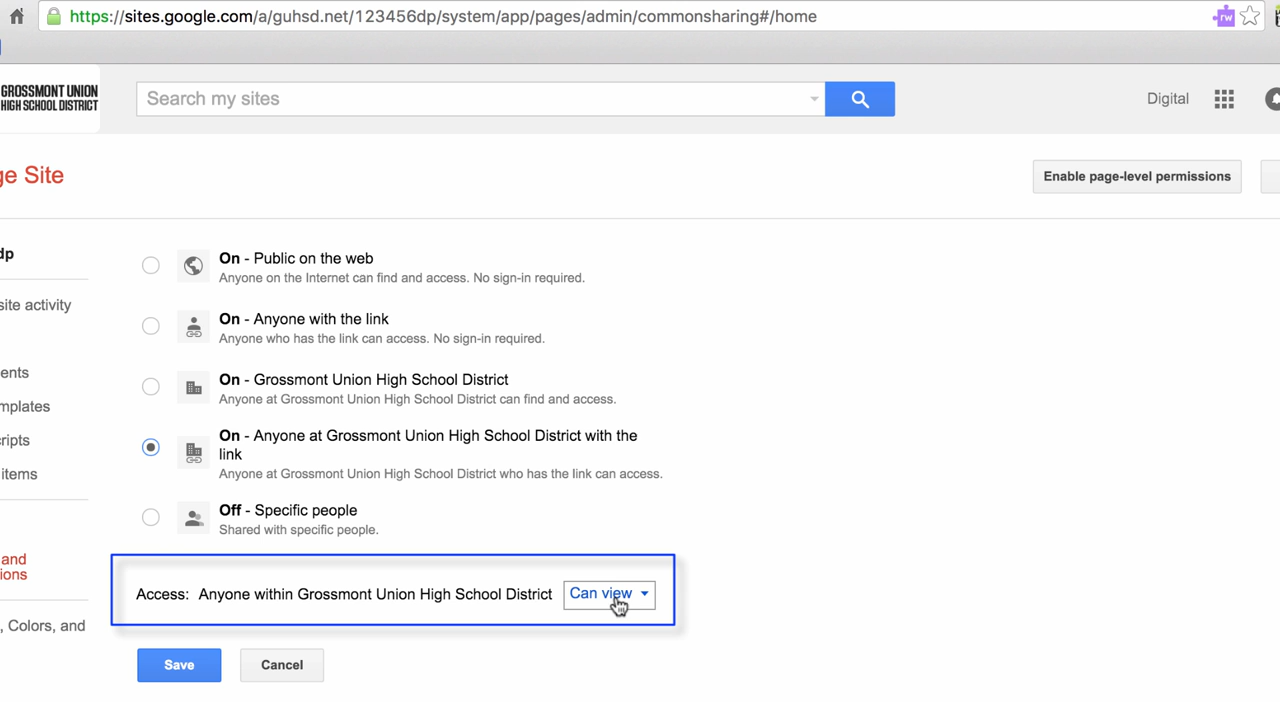 https://sites.google.com/a/guhsd.net/123456dp/system/app/pages/admin/commonsharing#/home
rw
GROSSMONT UNION
HIGH SCHOOL DISTRICT
Search my sites
Digital
ge Site
Enable page-level permissions
dp
site activity
ents
mplates
cripts
items
and
ions
, Colors, and
On - Public on the web
Anyone on the Internet can find and access. No sign-in required.
On - Anyone with the link
Anyone who has the link can access. No sign-in required.
On - Grossmont Union High School District
Anyone at Grossmont Union High School District can find and access.
On - Anyone at Grossmont Union High School District with the
link
Anyone at Grossmont Union High School District who has the link can access.
Off - Specific people
Shared with specific people.
Access: Anyone within Grossmont Union High School District Can view
Save Cancel